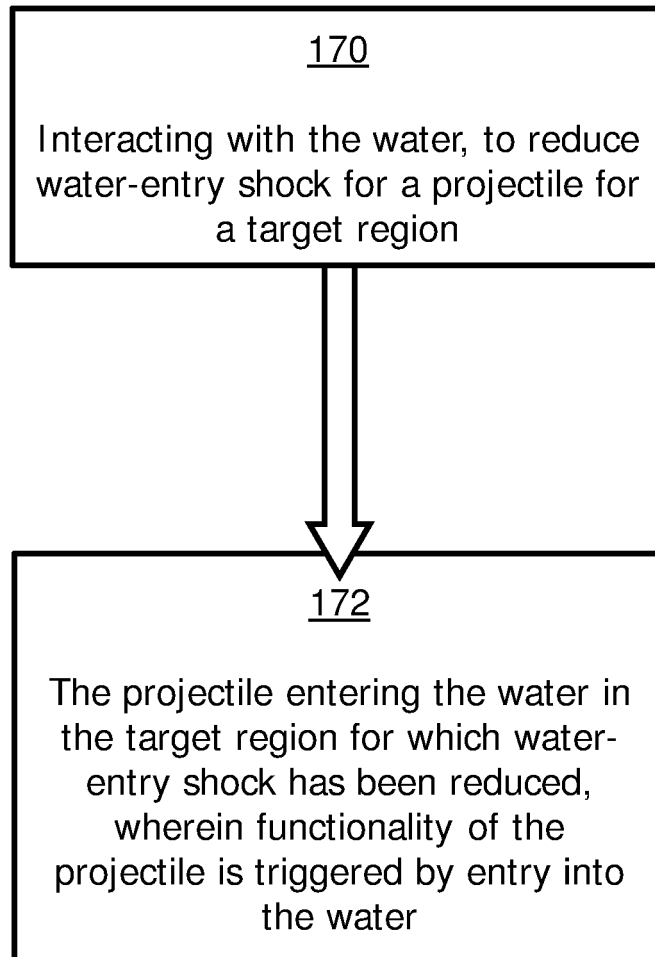 170
Interacting with the water, to reduce
water-entry shock for a projectile for
a target region
172
The projectile entering the water in
the target region for which water-
entry shock has been reduced,
wherein functionality of the
projectile is triggered by entry into
the water